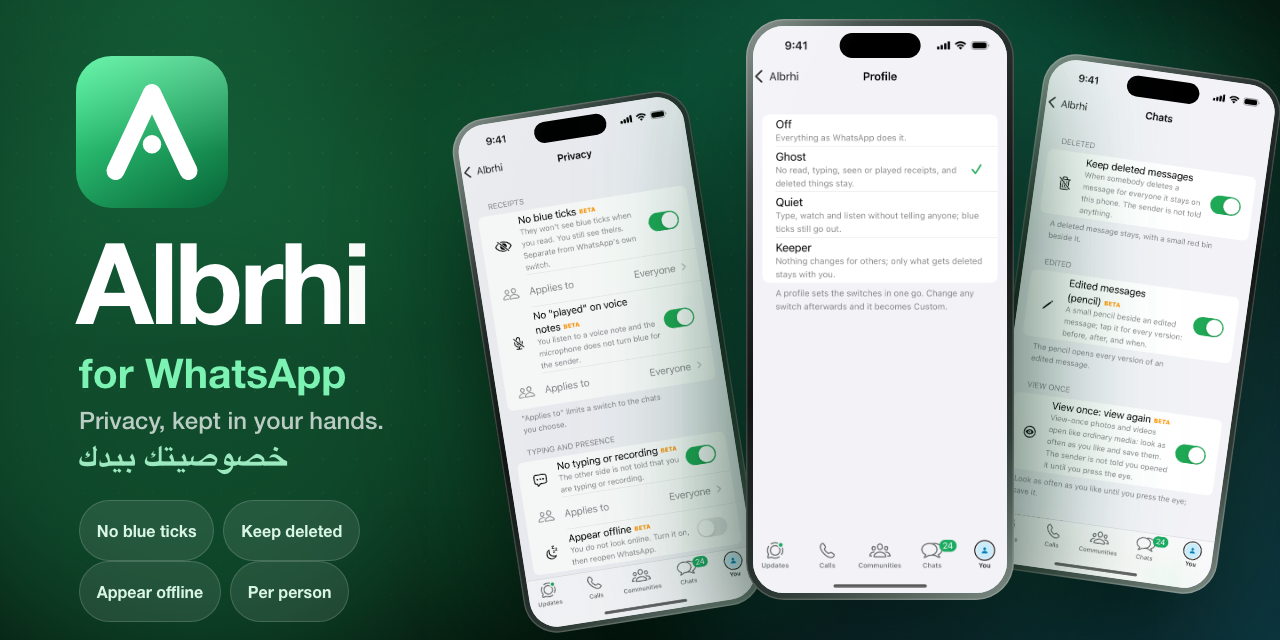 Albrhi
for WhatsApp
Privacy, kept in your hands.
خصوصيتك بيدك
No blue ticks
Keep deleted
Appear offline
Per person
9:41
Albrhi
Privacy
RECEIPTS
No blue ticks BETA
They won't see blue ticks when
you read. You still see theirs.
Separate from WhatsApp's own
switch.
Applies to
Everyone
No "played" on voice
notes BETA
You listen to a voice note and the
microphone does not turn blue for
the sender.
Applies to
Everyone
"Applies to" limits a switch to the chats
you choose.
TYPING AND PRESENCE
No typing or recording BETA
The other side is not told that you
are typing or recording.
Applies to
Everyone
Appear offline BETA
You do not look online. Turn it on,
then reopen WhatsApp.
Updates
Calls
Communities
24
Chats
You
9:41
Albrhi
Profile
Off
Everything as WhatsApp does it.
Ghost
No read, typing, seen or played receipts, and
deleted things stay.
Quiet
Type, watch and listen without telling anyone; blue
ticks still go out.
Keeper
Nothing changes for others; only what gets deleted
stays with you.
A profile sets the switches in one go. Change any
switch afterwards and it becomes Custom.
Updates
Calls
Communities
24
Chats
You
9:41
Albrhi
Chats
DELETED
Keep deleted messages
When somebody deletes a
message for everyone it stays on
this phone. The sender is not told
anything.
A deleted message stays, with a small red bin
beside it.
EDITED
Edited messages
(pencil) BETA
A small pencil beside an edited
message; tap it for every version:
before, after, and when.
The pencil opens every version of an
edited message.
VIEW ONCE
View once: view again BETA
View-once photos and videos
open like ordinary media: look as
often as you like and save them.
The sender is not told you opened
it until you press the eye.
Look as often as you like until you press the eye;
save it.
Calls
Communities
24
Chats
You